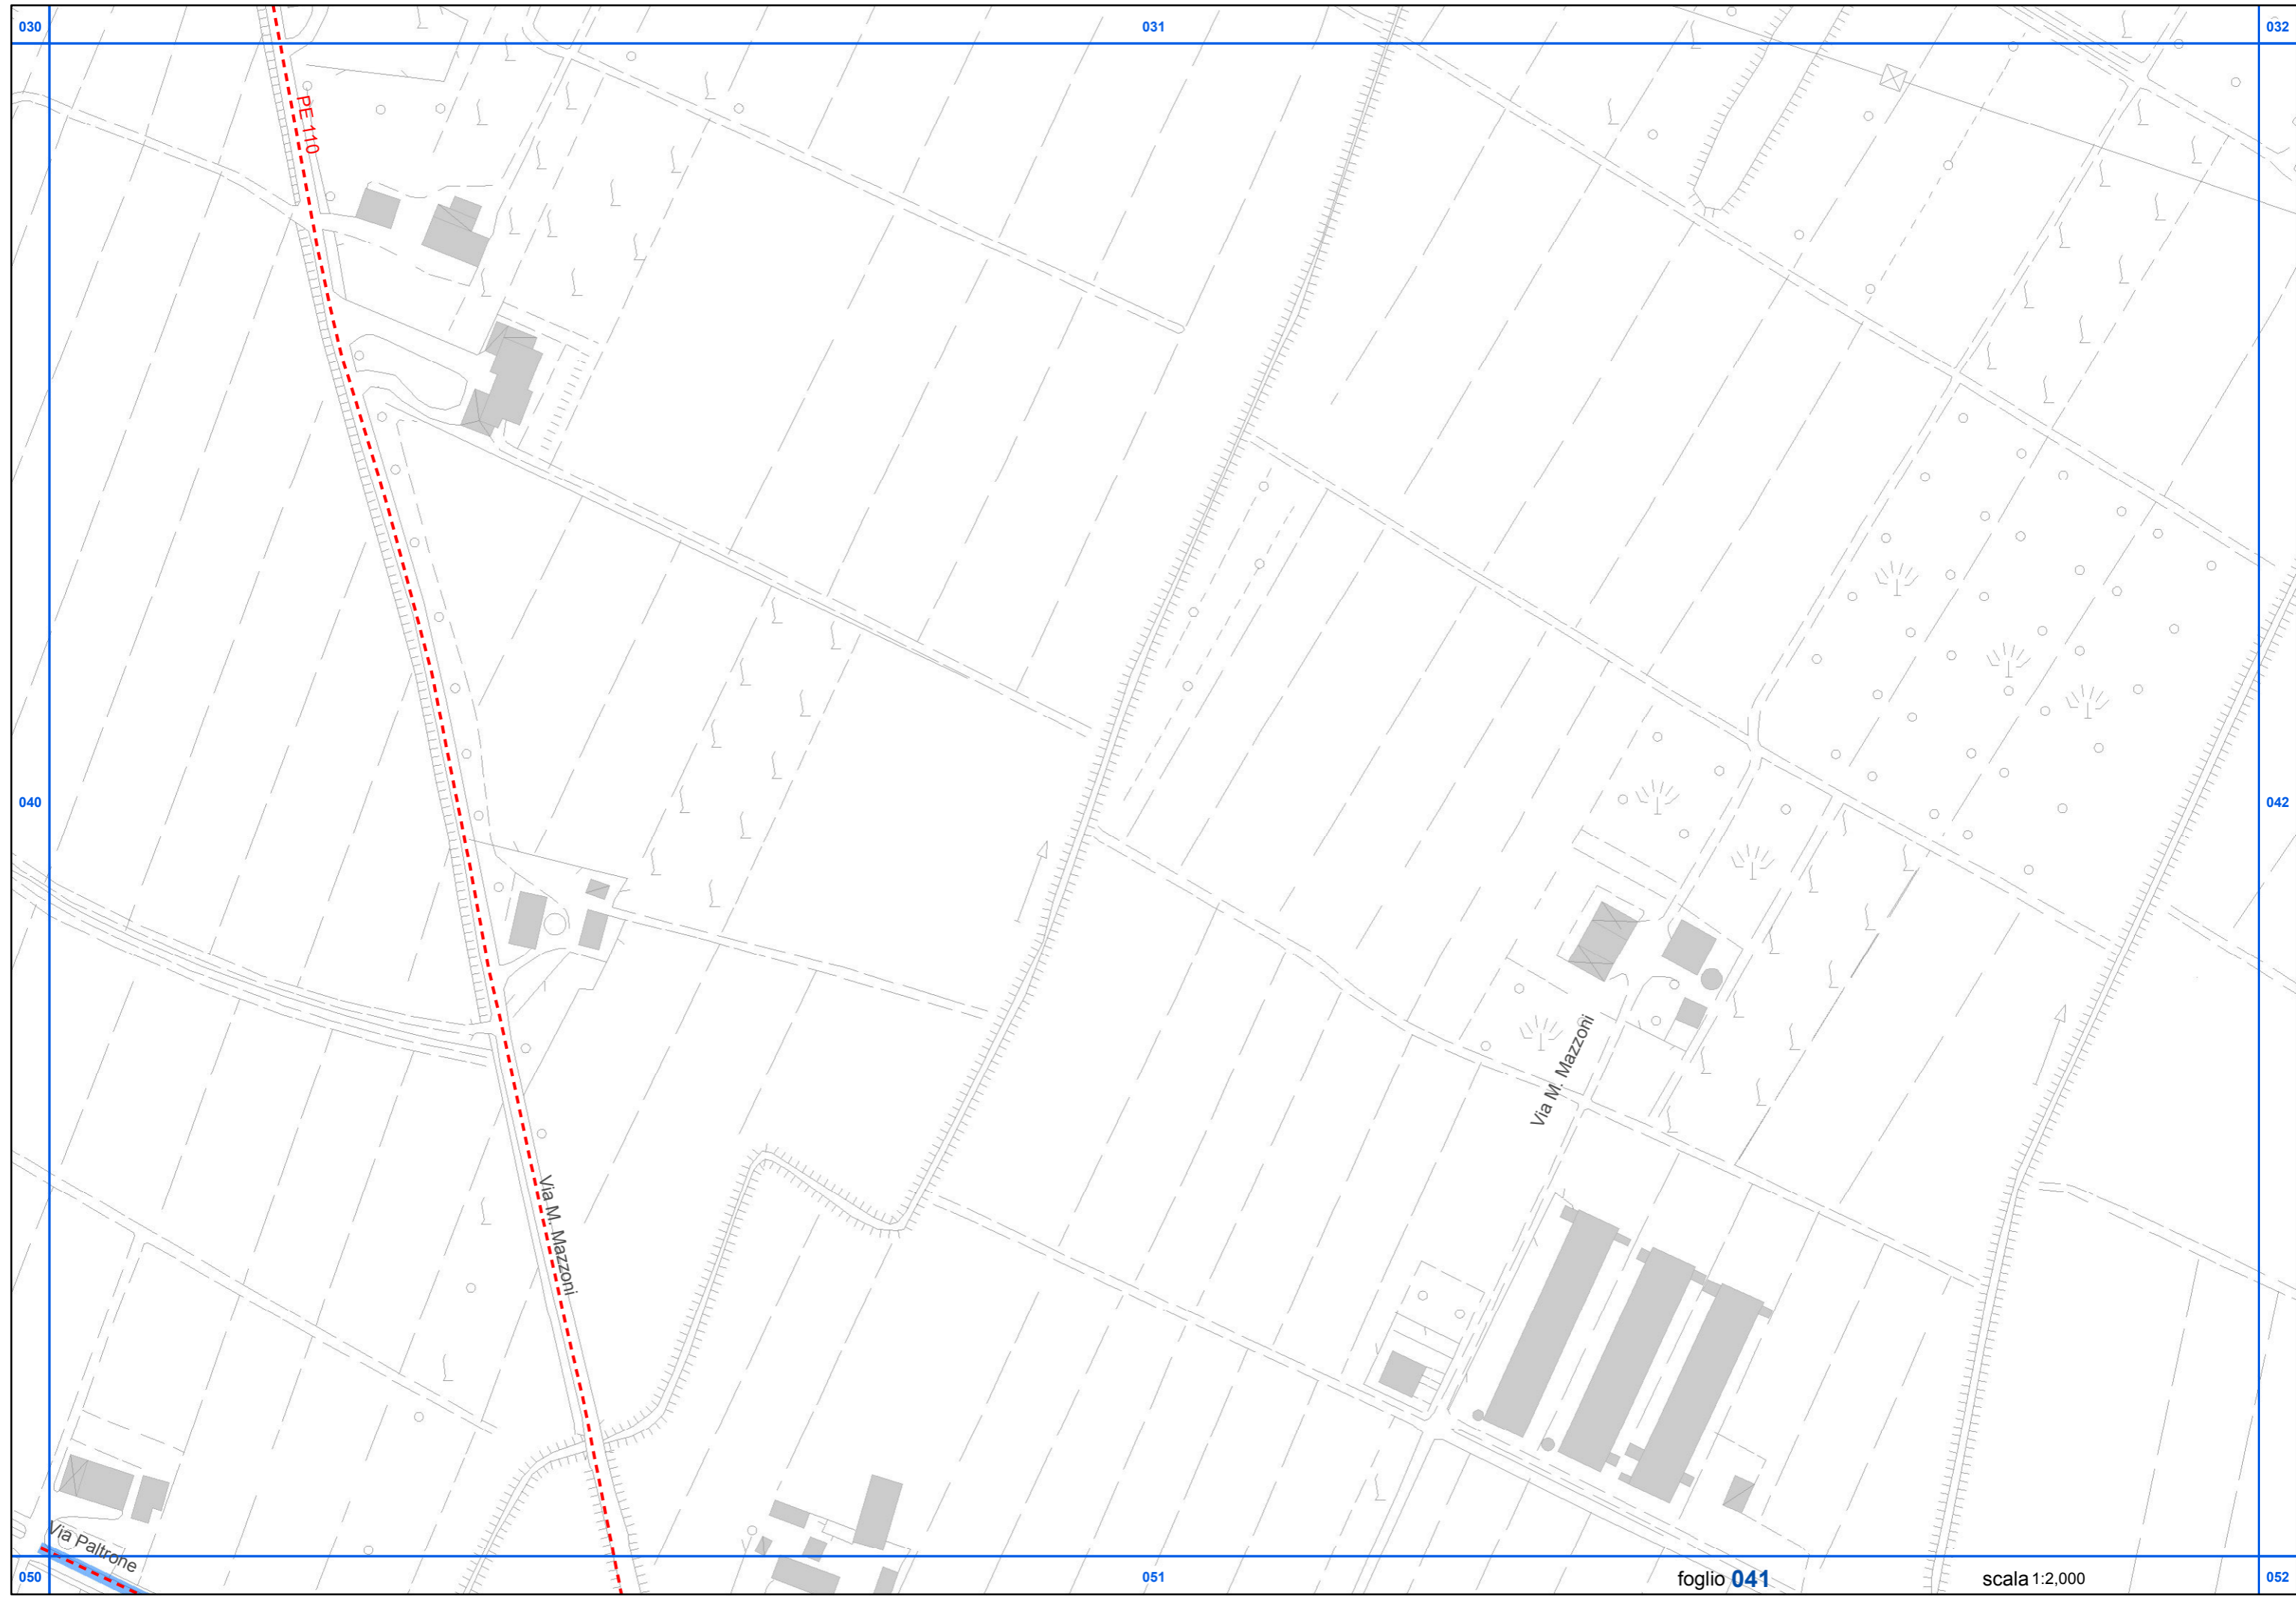 030
031
032
PE 110
040
042
Via M. Mazzoni
Via M. Mazzoni
Via Paltrone
050
051
foglio 041
scala 1:2,000
052